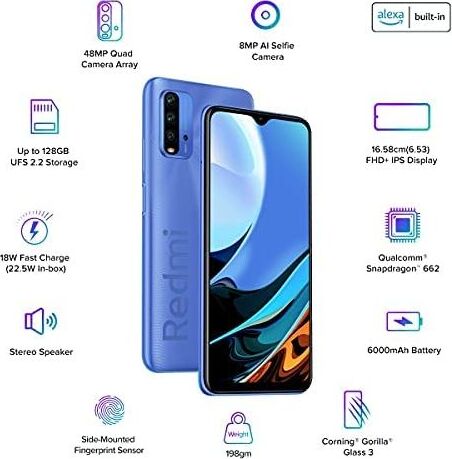 alexa | built-in
48MP Quad
Camera Array
8MP AI Selfie
Camera
Up to 128GB
UFS 2.2 Storage
16.58cm(6.53)
FHD+ IPS Display
18W Fast Charge
(22.5W In-box)
Qualcomm®
Snapdragon™ 662
Redmi
Stereo Speaker
6000mAh Battery
Side-Mounted
Fingerprint Sensor
Weight
198gm
Corning® Gorilla®
Glass 3